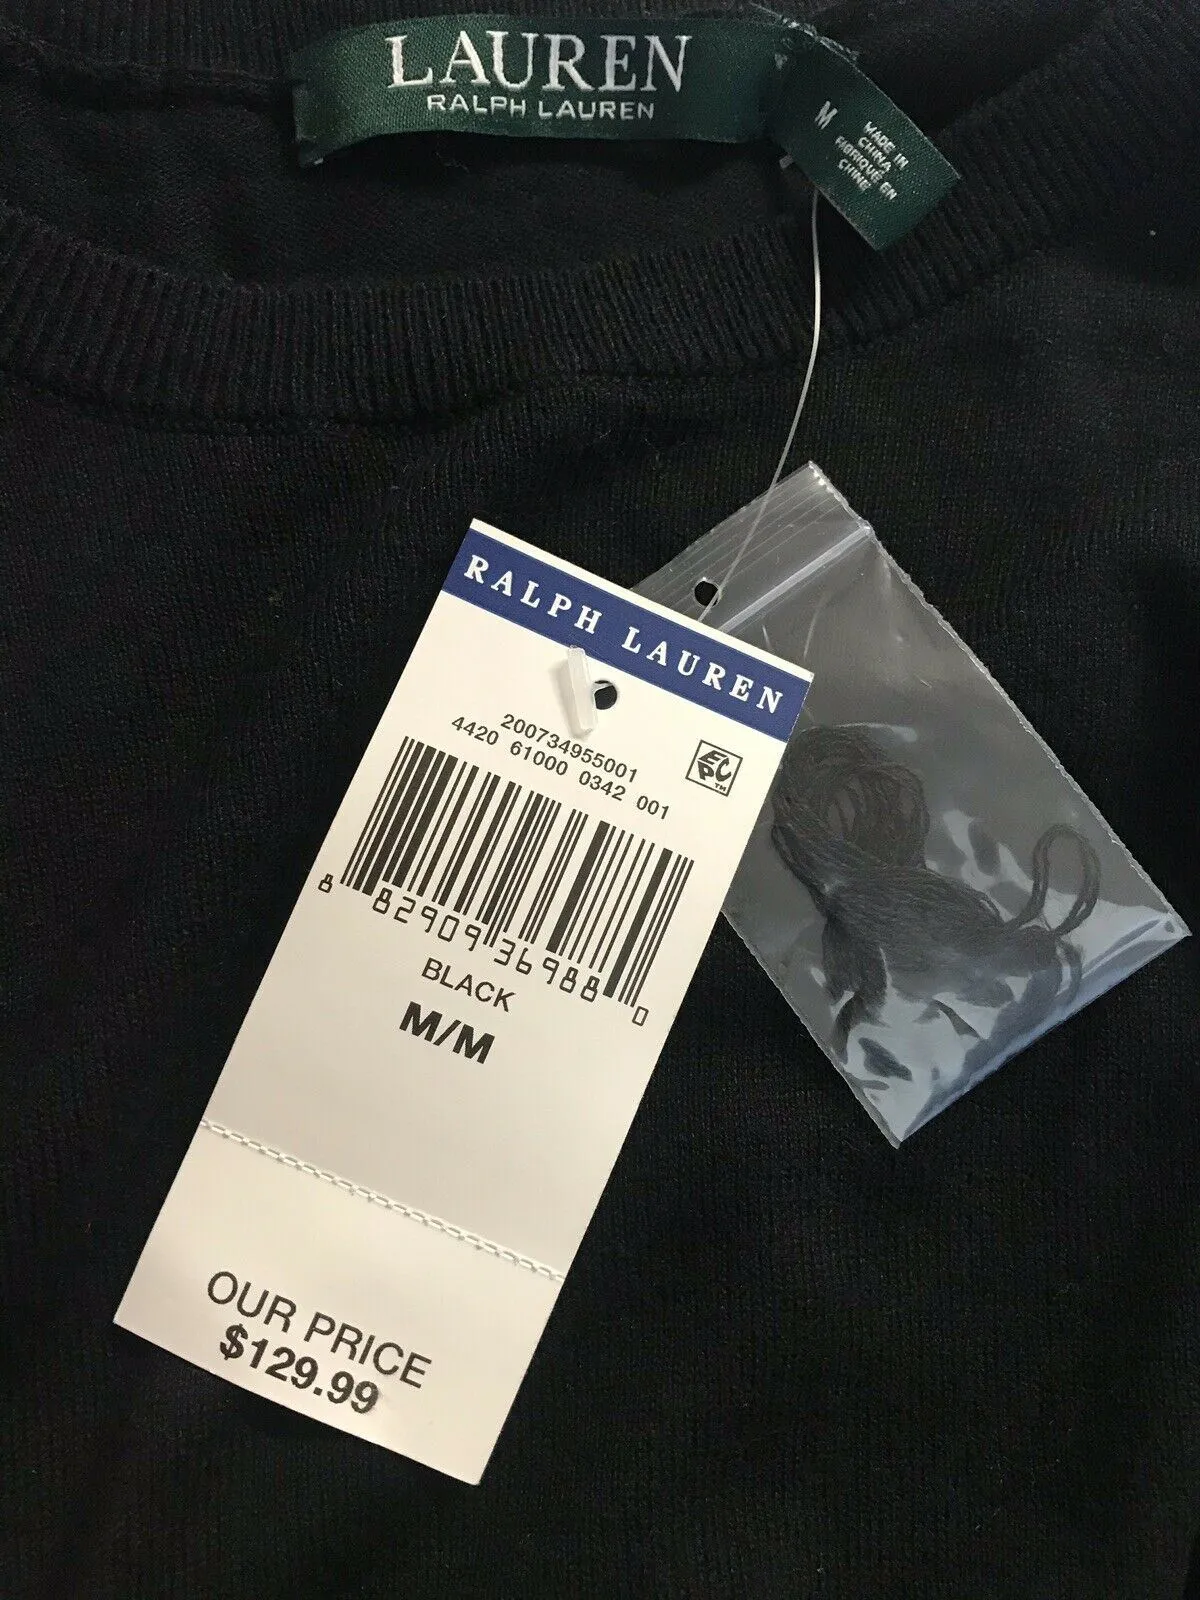 LAUREN
RALPH LAUREN
M
MADE IN
CHINA
FABRIQUÉ EN
CHINE
RALPH LAUREN
200734955001
4420 61000 0342 001
EPC™
8 82909 36988 0
BLACK
M/M
OUR PRICE
$129.99